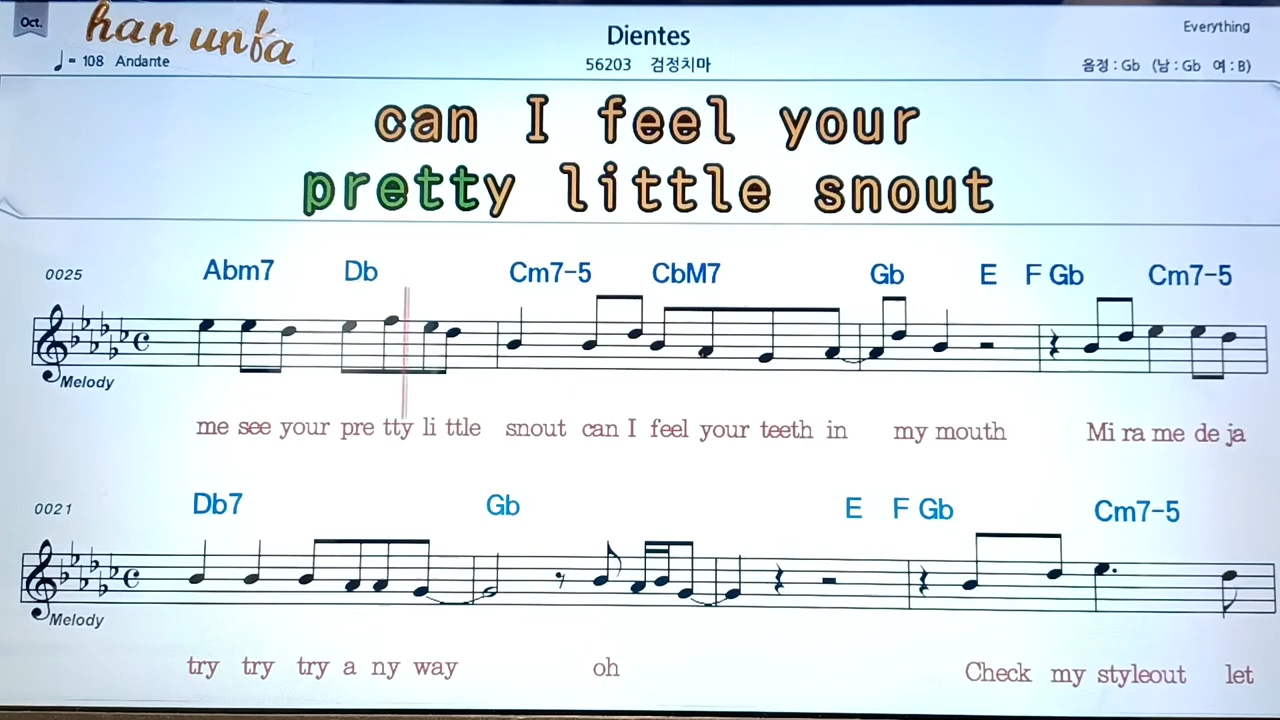 Oct.
han unfa
Dientes
Everything
♩= 108 Andante
56203 검정치마
음정 : Gb (남 : Gb 여 : B)
can I feel your
pretty little snout
0025
Abm7 Db Cm7-5 CbM7 Gb E F Gb Cm7-5
Melody
me see your pre tty li ttle snout can I feel your teeth in my mouth Mi ra me de ja
0021
Db7 Gb E F Gb Cm7-5
Melody
try try try a ny way oh Check my styleout let